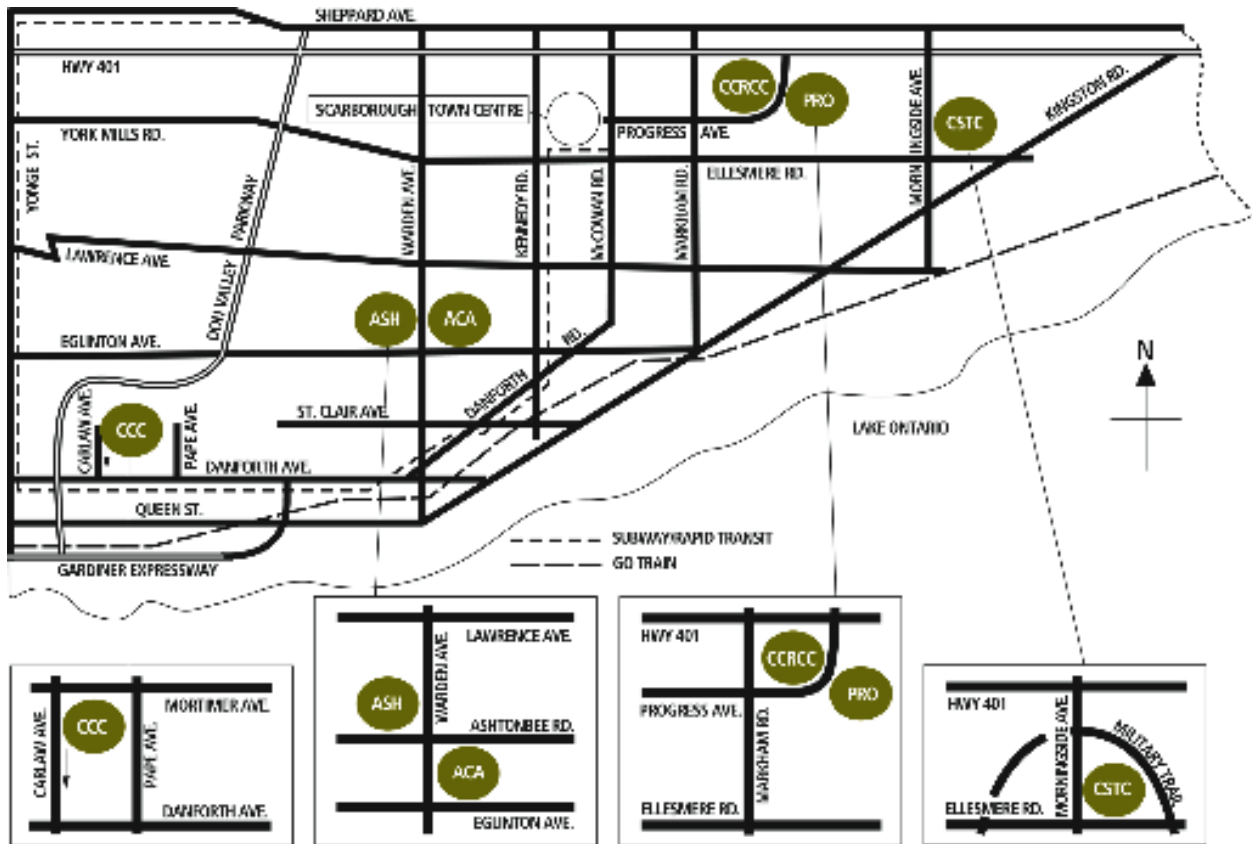 SHEPPARD AVE.
HWY 401
CCRCC
PRO
SCARBOROUGH TOWN CENTRE
CSTC
KINGSTON RD.
YORK MILLS RD.
PROGRESS AVE.
MORNINGSIDE AVE.
YONGE ST.
ELLESMERE RD.
DON VALLEY PARKWAY
WARDEN AVE.
KENNEDY RD.
McCOWAN RD.
MARKHAM RD.
LAWRENCE AVE.
ASH
ACA
EGLINTON AVE.
DANFORTH RD.
N
CARLAW AVE.
CCC
PAPE AVE.
ST. CLAIR AVE.
LAKE ONTARIO
DANFORTH AVE.
QUEEN ST.
SUBWAY/RAPID TRANSIT
GO TRAIN
GARDINER EXPRESSWAY
CARLAW AVE.
CCC
MORTIMER AVE.
PAPE AVE.
DANFORTH AVE.
WARDEN AVE.
LAWRENCE AVE.
ASH
ASHTONBEE RD.
ACA
EGLINTON AVE.
HWY 401
CCRCC
PRO
PROGRESS AVE.
MARKHAM RD.
ELLESMERE RD.
HWY 401
MORNINGSIDE AVE.
MILITARY TRAIL
CSTC
ELLESMERE RD.